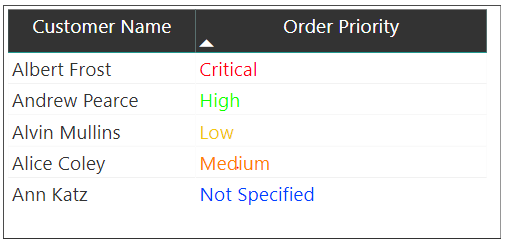 Customer Name Order Priority
Albert Frost Critical
Andrew Pearce High
Alvin Mullins Low
Alice Coley Medium
Ann Katz Not Specified